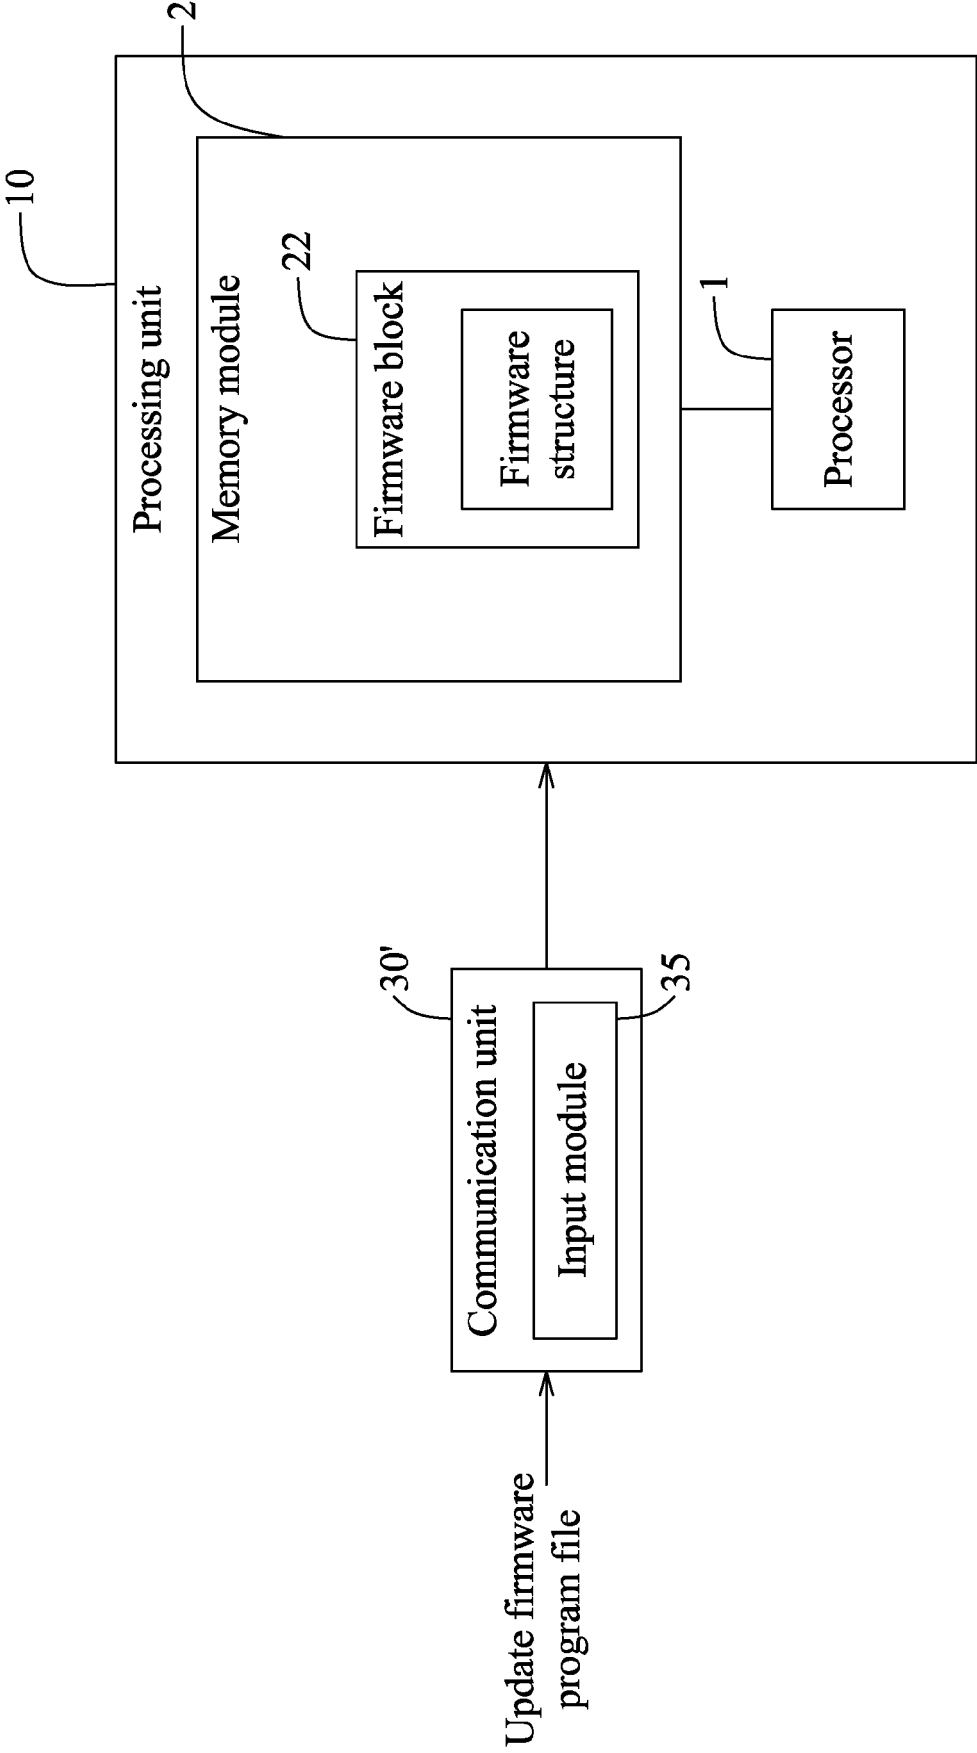 10
Processing unit
2
Memory module
22
Firmware block
Firmware
structure
1
Processor
30'
Communication unit
Input module
35
Update firmware
program file